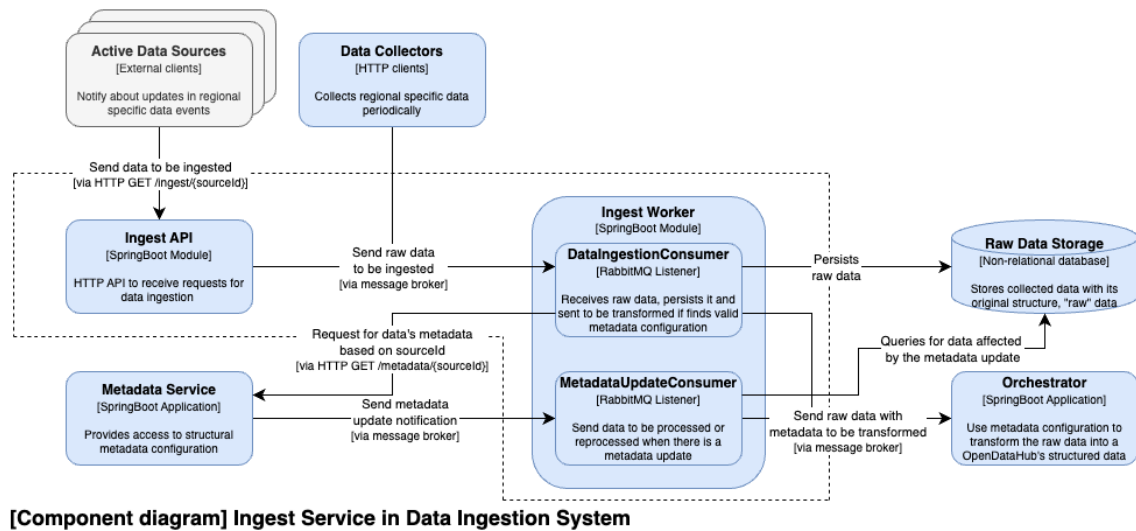 Active Data Sources
[External clients]
Notify about updates in regional
specific data events
Data Collectors
[HTTP clients]
Collects regional specific data
periodically
Send data to be ingested
[via HTTP GET /ingest/{sourceId}]
Ingest API
[SpringBoot Module]
HTTP API to receive requests for
data ingestion
Send raw data
to be ingested
[via message broker]
Ingest Worker
[SpringBoot Module]
DataIngestionConsumer
[RabbitMQ Listener]
Receives raw data, persists it and
sent to be transformed if finds valid
metadata configuration
Persists
raw data
Raw Data Storage
[Non-relational database]
Stores collected data with its
original structure, "raw" data
Request for data's metadata
based on sourceId
[via HTTP GET /metadata/{sourceId}]
Queries for data affected
by the metadata update
Metadata Service
[SpringBoot Application]
Provides access to structural
metadata configuration
Send metadata
update notification
[via message broker]
MetadataUpdateConsumer
[RabbitMQ Listener]
Send data to be processed or
reprocessed when there is a
metadata update
Send raw data with
metadata to be transformed
[via message broker]
Orchestrator
[SpringBoot Application]
Use metadata configuration to
transform the raw data into a
OpenDataHub's structured data
[Component diagram] Ingest Service in Data Ingestion System